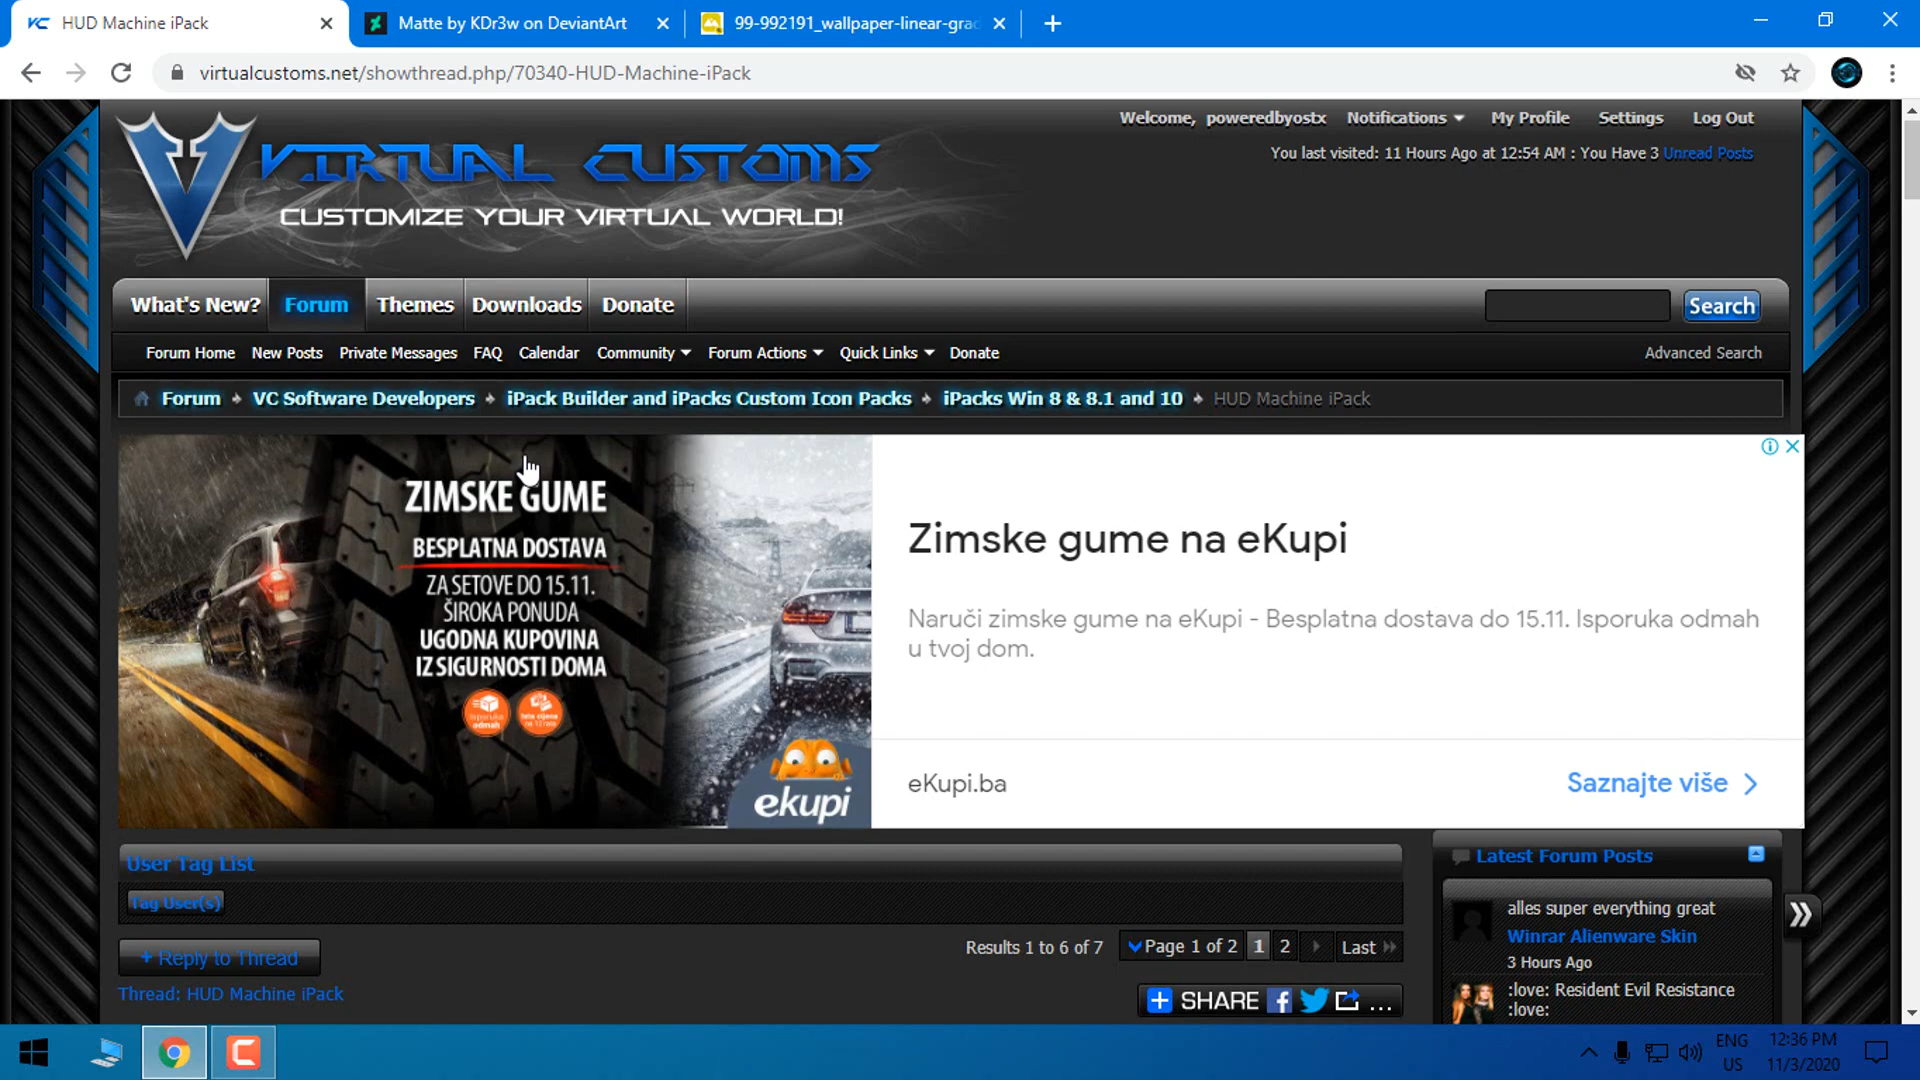 HUD Machine iPack
Matte by KDr3w on DeviantArt
99-992191_wallpaper-linear-grad
virtualcustoms.net/showthread.php/70340-HUD-Machine-iPack
Welcome, poweredbyostx Notifications My Profile Settings Log Out
You last visited: 11 Hours Ago at 12:54 AM : You Have 3 Unread Posts
VIRTUAL CUSTOMS
CUSTOMIZE YOUR VIRTUAL WORLD!
What's New? Forum Themes Downloads Donate Search
Forum Home New Posts Private Messages FAQ Calendar Community Forum Actions Quick Links Donate Advanced Search
Forum VC Software Developers iPack Builder and iPacks Custom Icon Packs iPacks Win 8 & 8.1 and 10 HUD Machine iPack
ZIMSKE GUME
BESPLATNA DOSTAVA
ZA SETOVE DO 15.11.
ŠIROKA PONUDA
UGODNA KUPOVINA
IZ SIGURNOSTI DOMA
ekupi
Zimske gume na eKupi
Naruči zimske gume na eKupi - Besplatna dostava do 15.11. Isporuka odmah
u tvoj dom.
eKupi.ba
Saznajte više
User Tag List
Tag User(s)
+ Reply to Thread
Results 1 to 6 of 7 Page 1 of 2 1 2 Last
Thread: HUD Machine iPack
SHARE ...
Latest Forum Posts
alles super everything great
Winrar Alienware Skin
3 Hours Ago
:love: Resident Evil Resistance
:love:
ENG
US
12:36 PM
11/3/2020